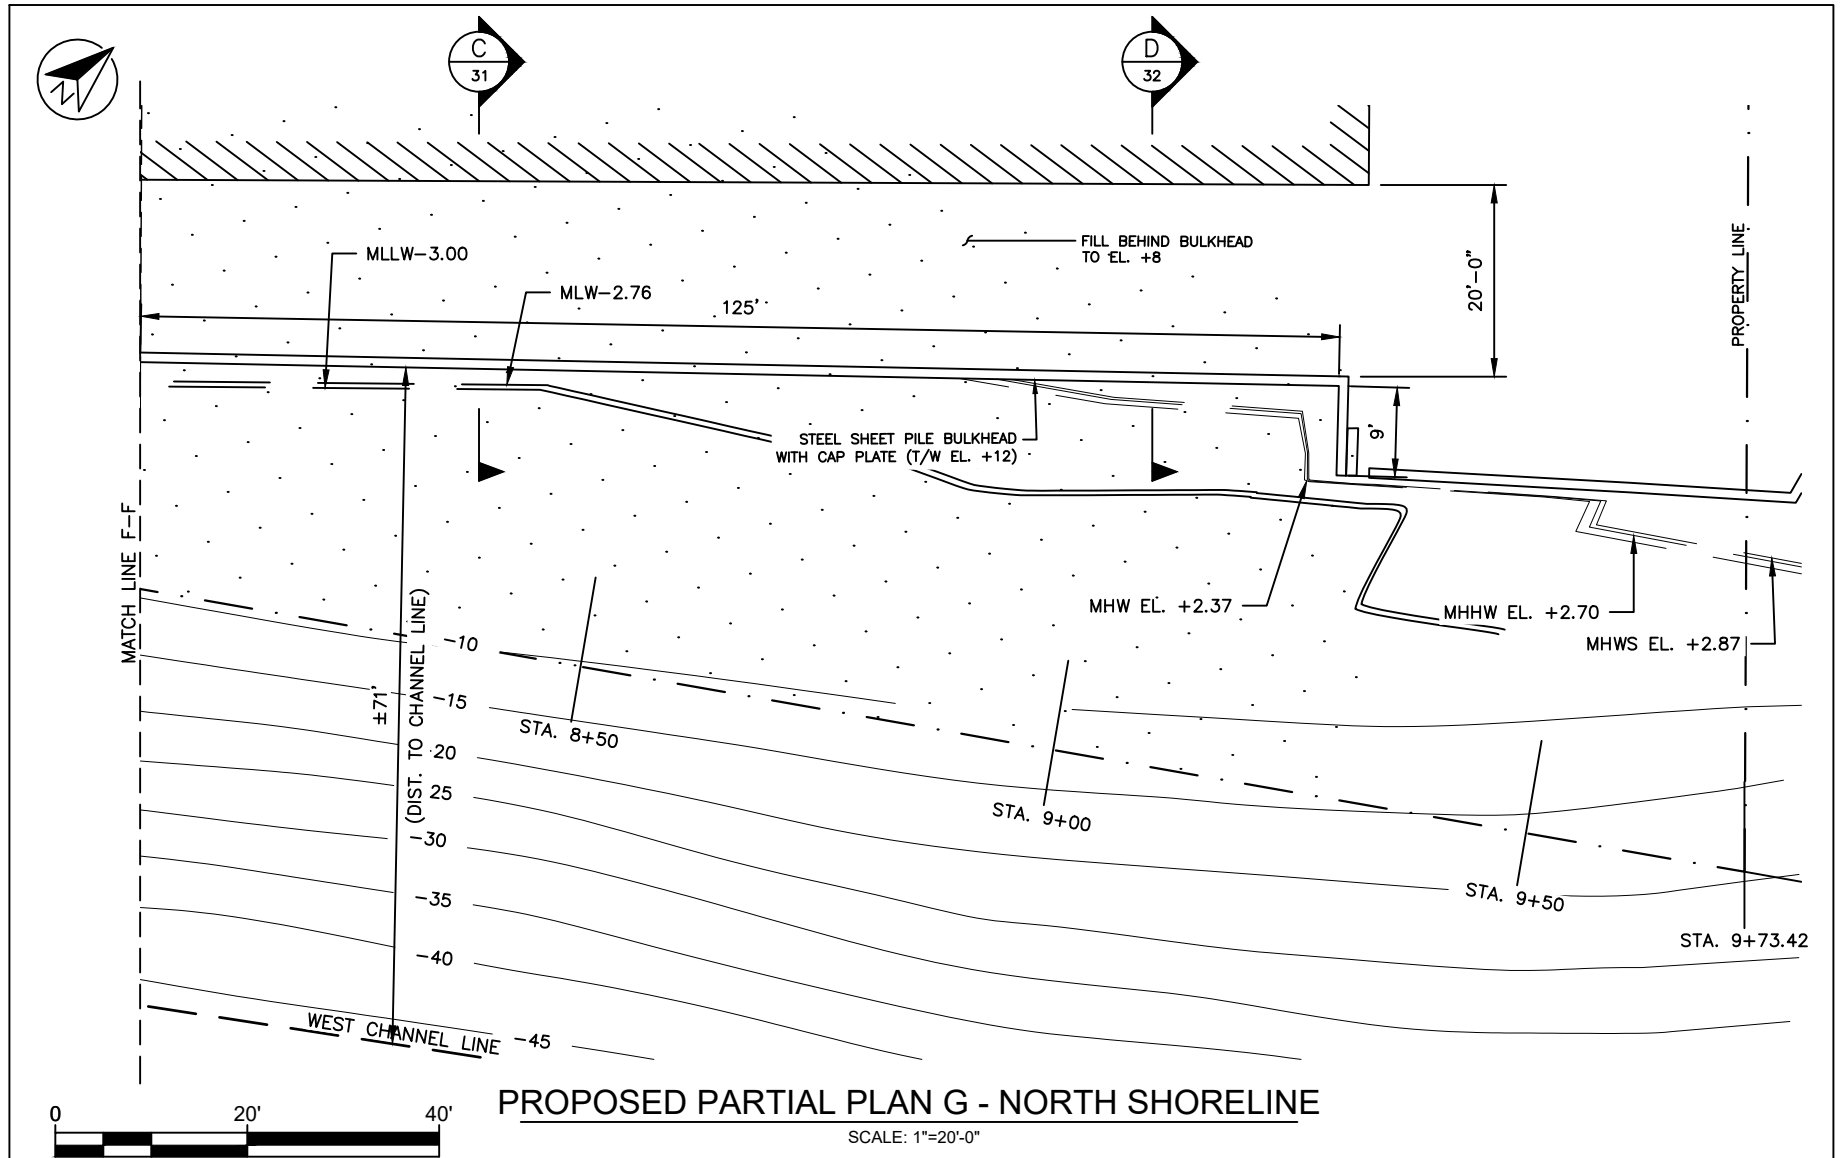 C
31
D
32
N
MLLW-3.00
MLW-2.76
125'
FILL BEHIND BULKHEAD
TO EL. +8
20'-0"
PROPERTY LINE
STEEL SHEET PILE BULKHEAD
WITH CAP PLATE (T/W EL. +12)
9'
MATCH LINE F-F
MHW EL. +2.37
MHHW EL. +2.70
MHWS EL. +2.87
±71'
(DIST. TO CHANNEL LINE)
-10
-15
-20
-25
-30
-35
-40
-45
STA. 8+50
STA. 9+00
STA. 9+50
STA. 9+73.42
WEST CHANNEL LINE
PROPOSED PARTIAL PLAN G - NORTH SHORELINE
SCALE: 1"=20'-0"
0 20' 40'